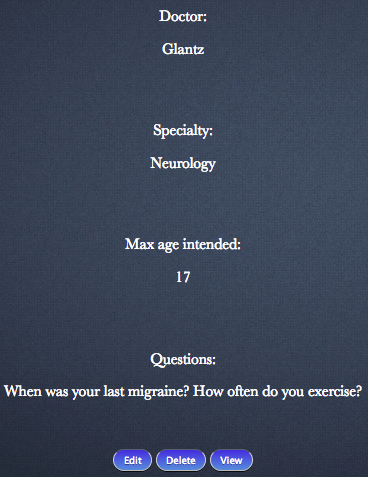 Doctor:
Glantz
Specialty:
Neurology
Max age intended:
17
Questions:
When was your last migraine? How often do you exercise?
Edit Delete View